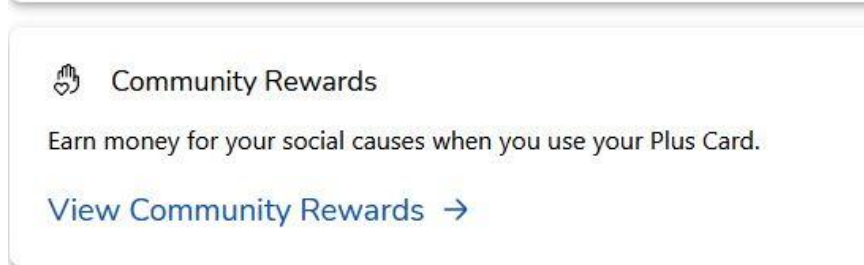 Community Rewards
Earn money for your social causes when you use your Plus Card.
View Community Rewards →